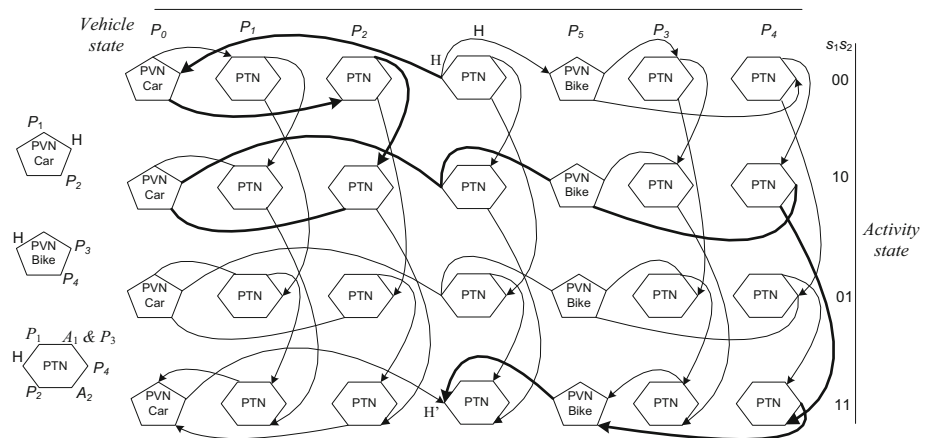 Vehicle state
P0 P1 P2 H P5 P3 P4 s1s2
PVN Car PTN PTN H PTN PVN Bike PTN PTN 00
PVN Car PTN PTN PTN PVN Bike PTN PTN 10
PVN Car PTN PTN PTN PVN Bike PTN PTN 01
PVN Car PTN PTN H' PTN PVN Bike PTN PTN 11
Activity state
P1
PVN Car H
P2
H PVN Bike P3
P4
P1 A1 & P3
H PTN P4
P2 A2